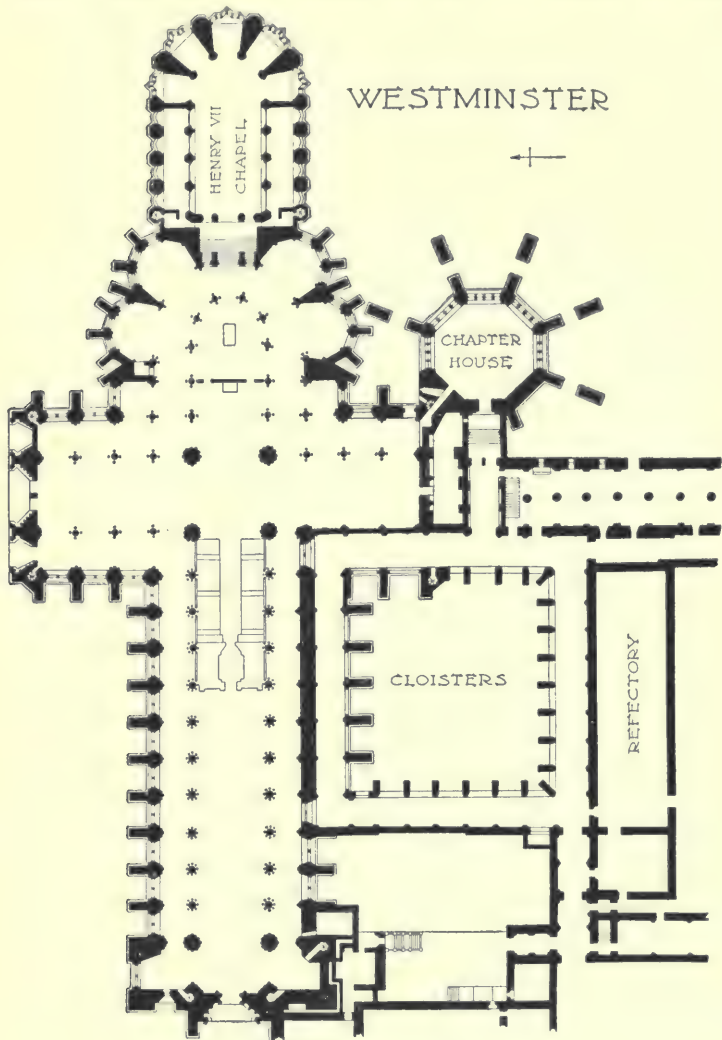 WESTMINSTER
HENRY VII
CHAPEL
CHAPTER
HOUSE
CLOISTERS
REFECTORY